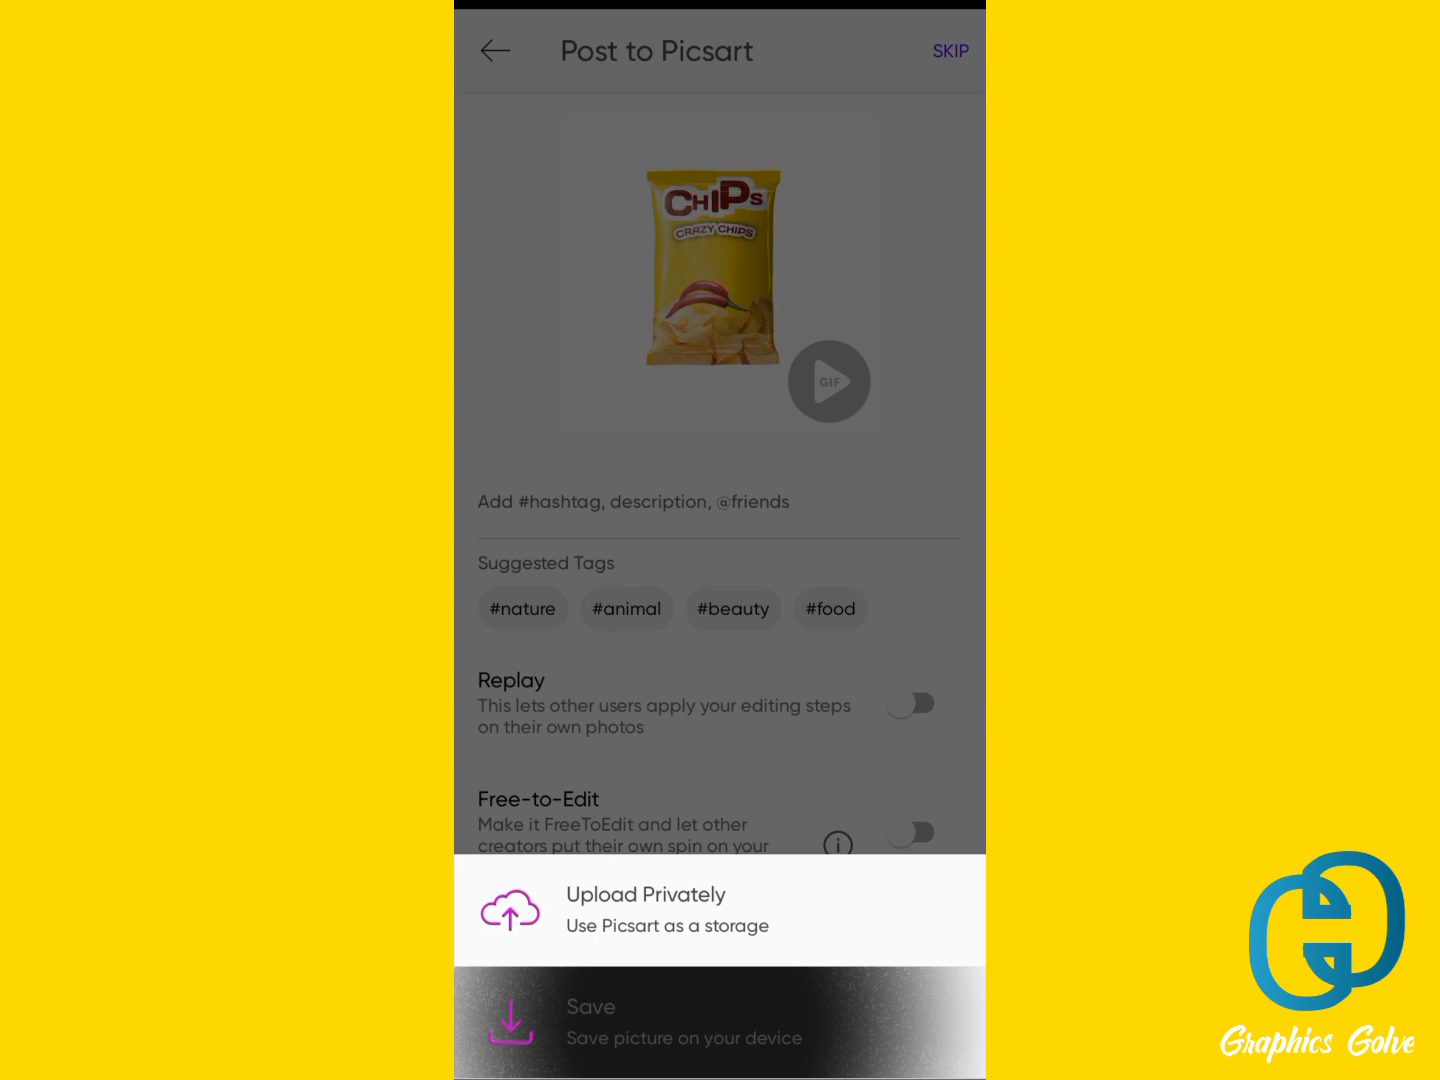 Post to Picsart
SKIP
CHIPs
CRAZY CHIPS
GIF
Add #hashtag, description, @friends
Suggested Tags
#nature #animal #beauty #food
Replay
This lets other users apply your editing steps
on their own photos
Free-to-Edit
Make it FreeToEdit and let other
creators put their own spin on your
Upload Privately
Use Picsart as a storage
Save
Save picture on your device
Graphics Golve